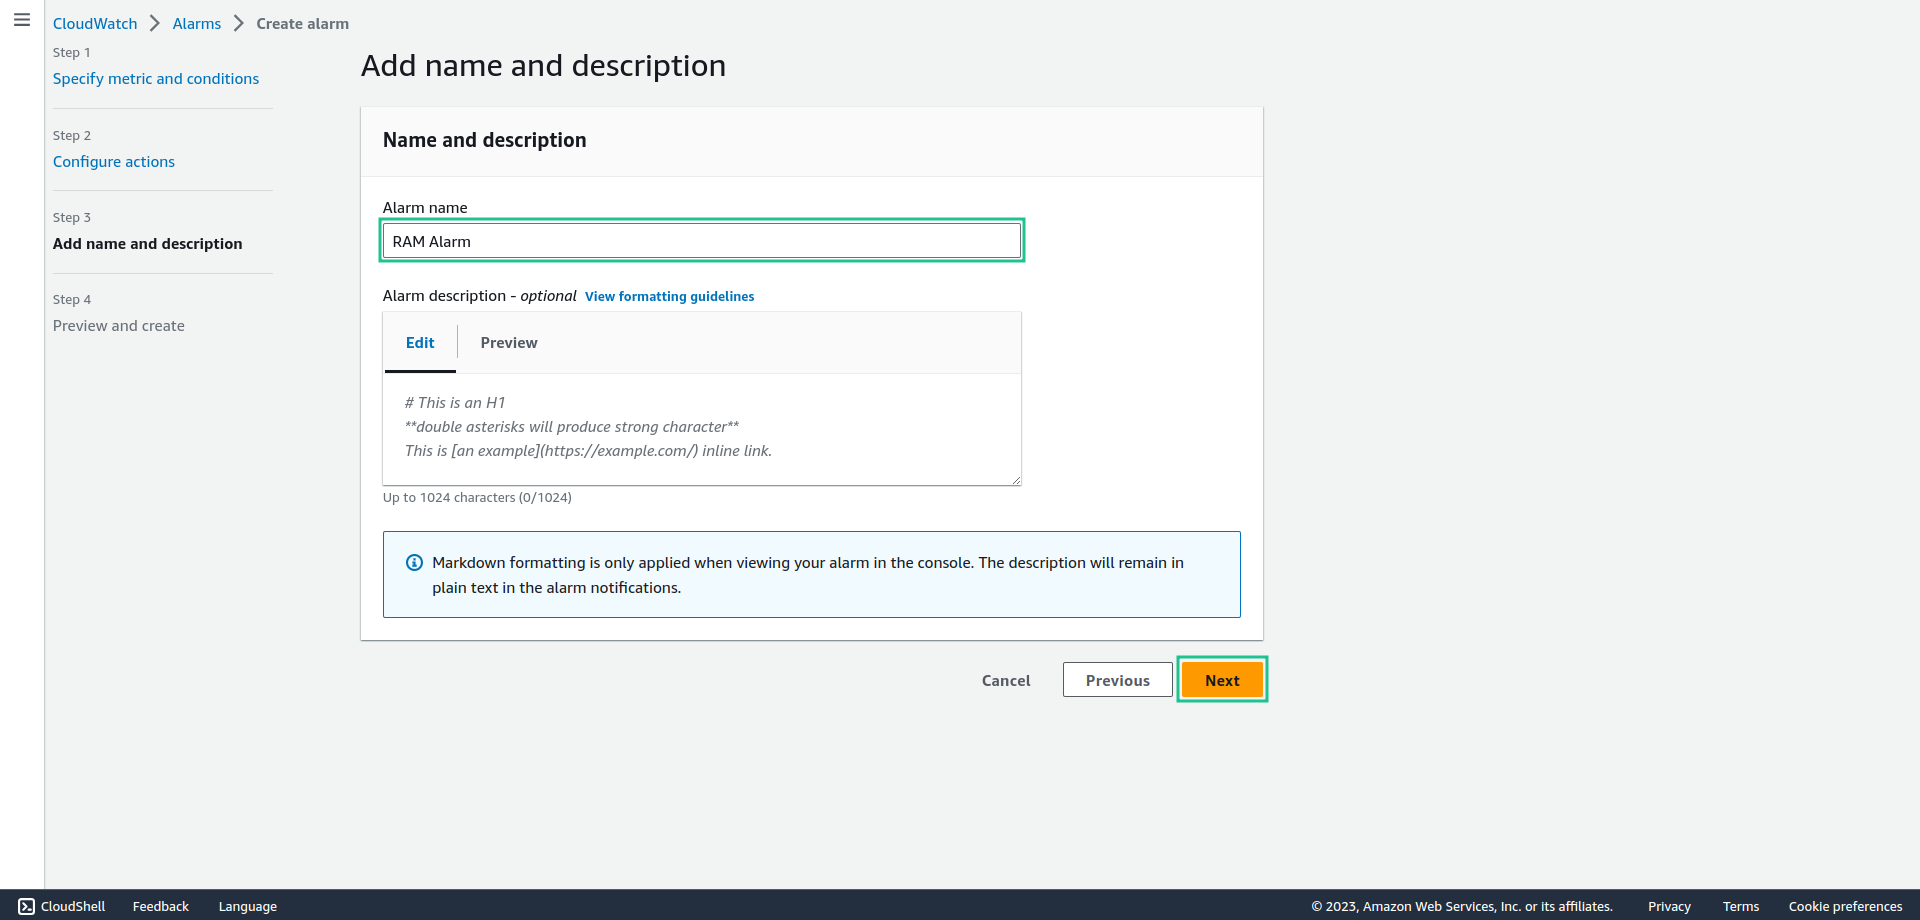 CloudWatch > Alarms > Create alarm
Step 1
Specify metric and conditions
Step 2
Configure actions
Step 3
Add name and description
Step 4
Preview and create
Add name and description
Name and description
Alarm name
RAM Alarm
Alarm description - optional View formatting guidelines
Edit Preview
# This is an H1
**double asterisks will produce strong character**
This is [an example](https://example.com/) inline link.
Up to 1024 characters (0/1024)
Markdown formatting is only applied when viewing your alarm in the console. The description will remain in
plain text in the alarm notifications.
Cancel Previous Next
CloudShell Feedback Language © 2023, Amazon Web Services, Inc. or its affiliates. Privacy Terms Cookie preferences